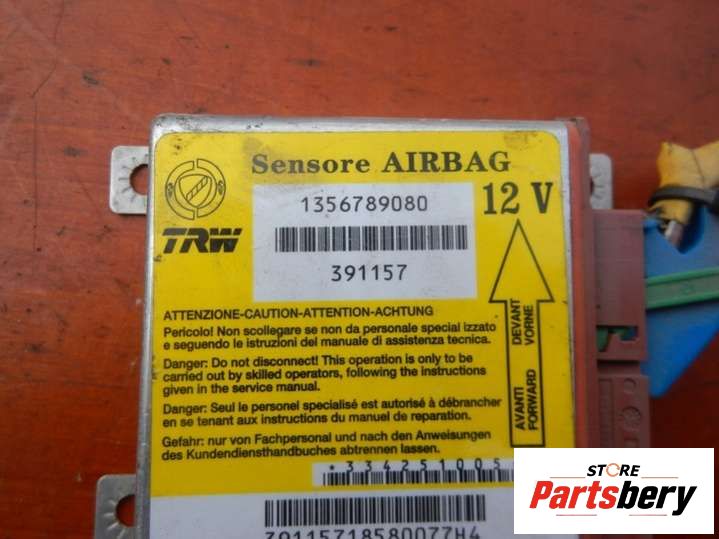 Sensore AIRBAG
1356789080
12 V
TRW
391157
ATTENZIONE-CAUTION-ATTENTION-ACHTUNG
Pericolo! Non scollegare se non da personale special izzato
e seguendo le istruzioni del manuale di assistenza tecnica.
Danger: Do not disconnect! This operation is only to be
carried out by skilled operators, following the instructions
given in the service manual.
Danger: Seul le personel spécialisé est autorisé à débrancher
en se tenant aux instructions du manuel de reparation.
Gefahr: nur von Fachpersonal und nach den Anweisungen
des Kundendiensthandbuches abtrennen lassen.
AVANTI DEVANT
FORWARD VORNE
*334251005
39115718580077H4
STORE
Partsbery